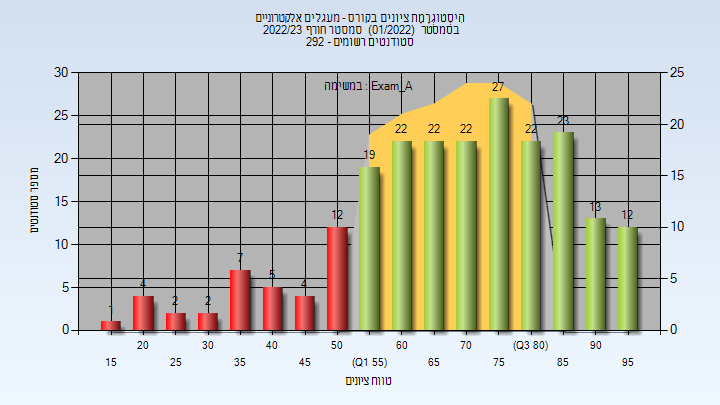 הִיסְטוֹגְרָמַת ציונים בקורס - מעגלים אלקטרוניים
בסמסטר (01/2022) סמסטר חורף 2022/23
סטודנטים רשומים - 292
במשימה : Exam_A
30 25 20 15 10 5 0
25 20 15 10 5 0
מספר סטודנטים
1 4 2 2 7 5 4 12 19 22 22 22 27 22 23 13 12
20 30 40 50 60 70 (Q3 80) 90
15 25 35 45 (Q1 55) 65 75 85 95
טווח ציונים